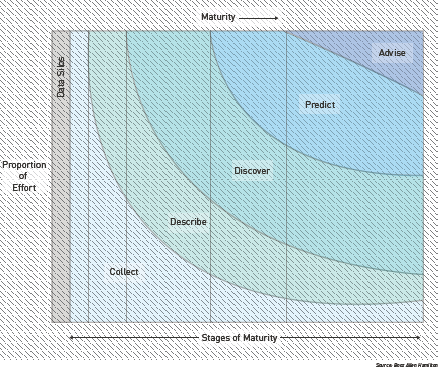 Maturity
Data Silos
Advise
Predict
Proportion
of
Effort
Discover
Describe
Collect
Stages of Maturity
Source: Booz Allen Hamilton